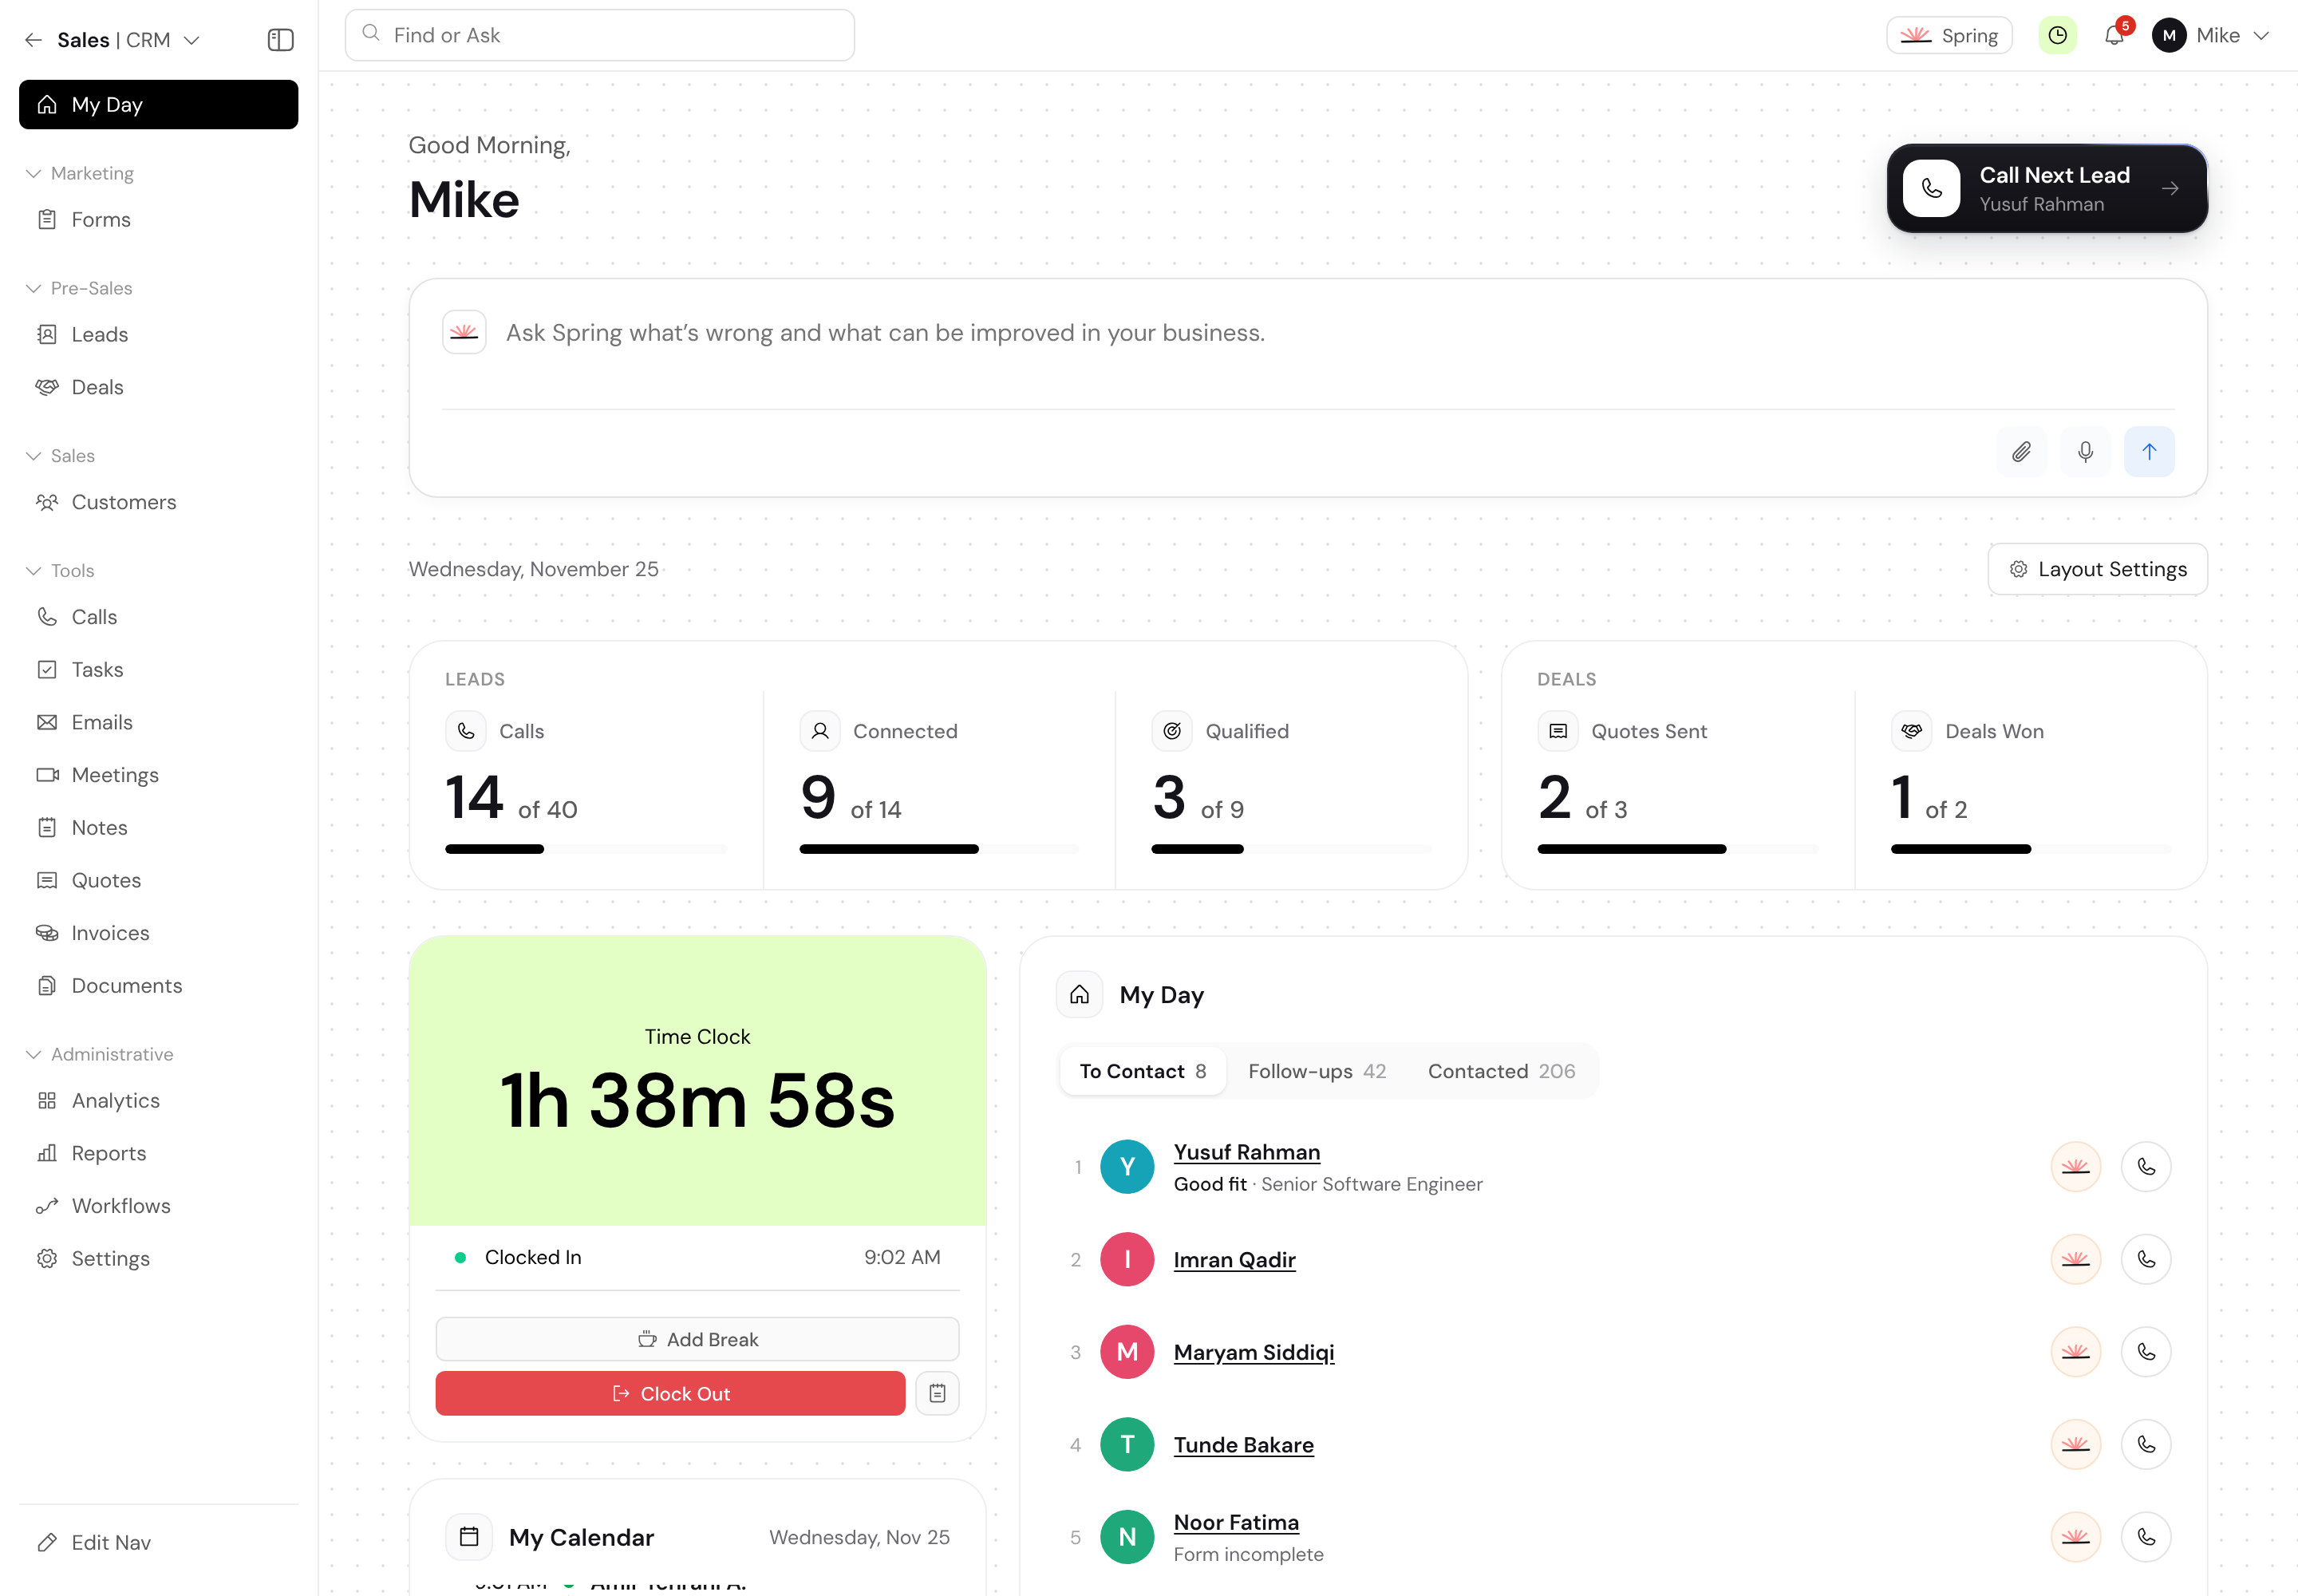 Sales | CRM
Find or Ask
Spring
5
M
Mike
My Day
Marketing
Forms
Pre-Sales
Leads
Deals
Sales
Customers
Tools
Calls
Tasks
Emails
Meetings
Notes
Quotes
Invoices
Documents
Administrative
Analytics
Reports
Workflows
Settings
Edit Nav
Good Morning,
Mike
Call Next Lead
Yusuf Rahman
Ask Spring what’s wrong and what can be improved in your business.
Wednesday, November 25
Layout Settings
LEADS
Calls
14 of 40
Connected
9 of 14
Qualified
3 of 9
DEALS
Quotes Sent
2 of 3
Deals Won
1 of 2
Time Clock
1h 38m 58s
Clocked In 9:02 AM
Add Break
Clock Out
My Calendar Wednesday, Nov 25
My Day
To Contact 8 Follow-ups 42 Contacted 206
1 Y Yusuf Rahman
Good fit · Senior Software Engineer
2 I Imran Qadir
3 M Maryam Siddiqi
4 T Tunde Bakare
5 N Noor Fatima
Form incomplete